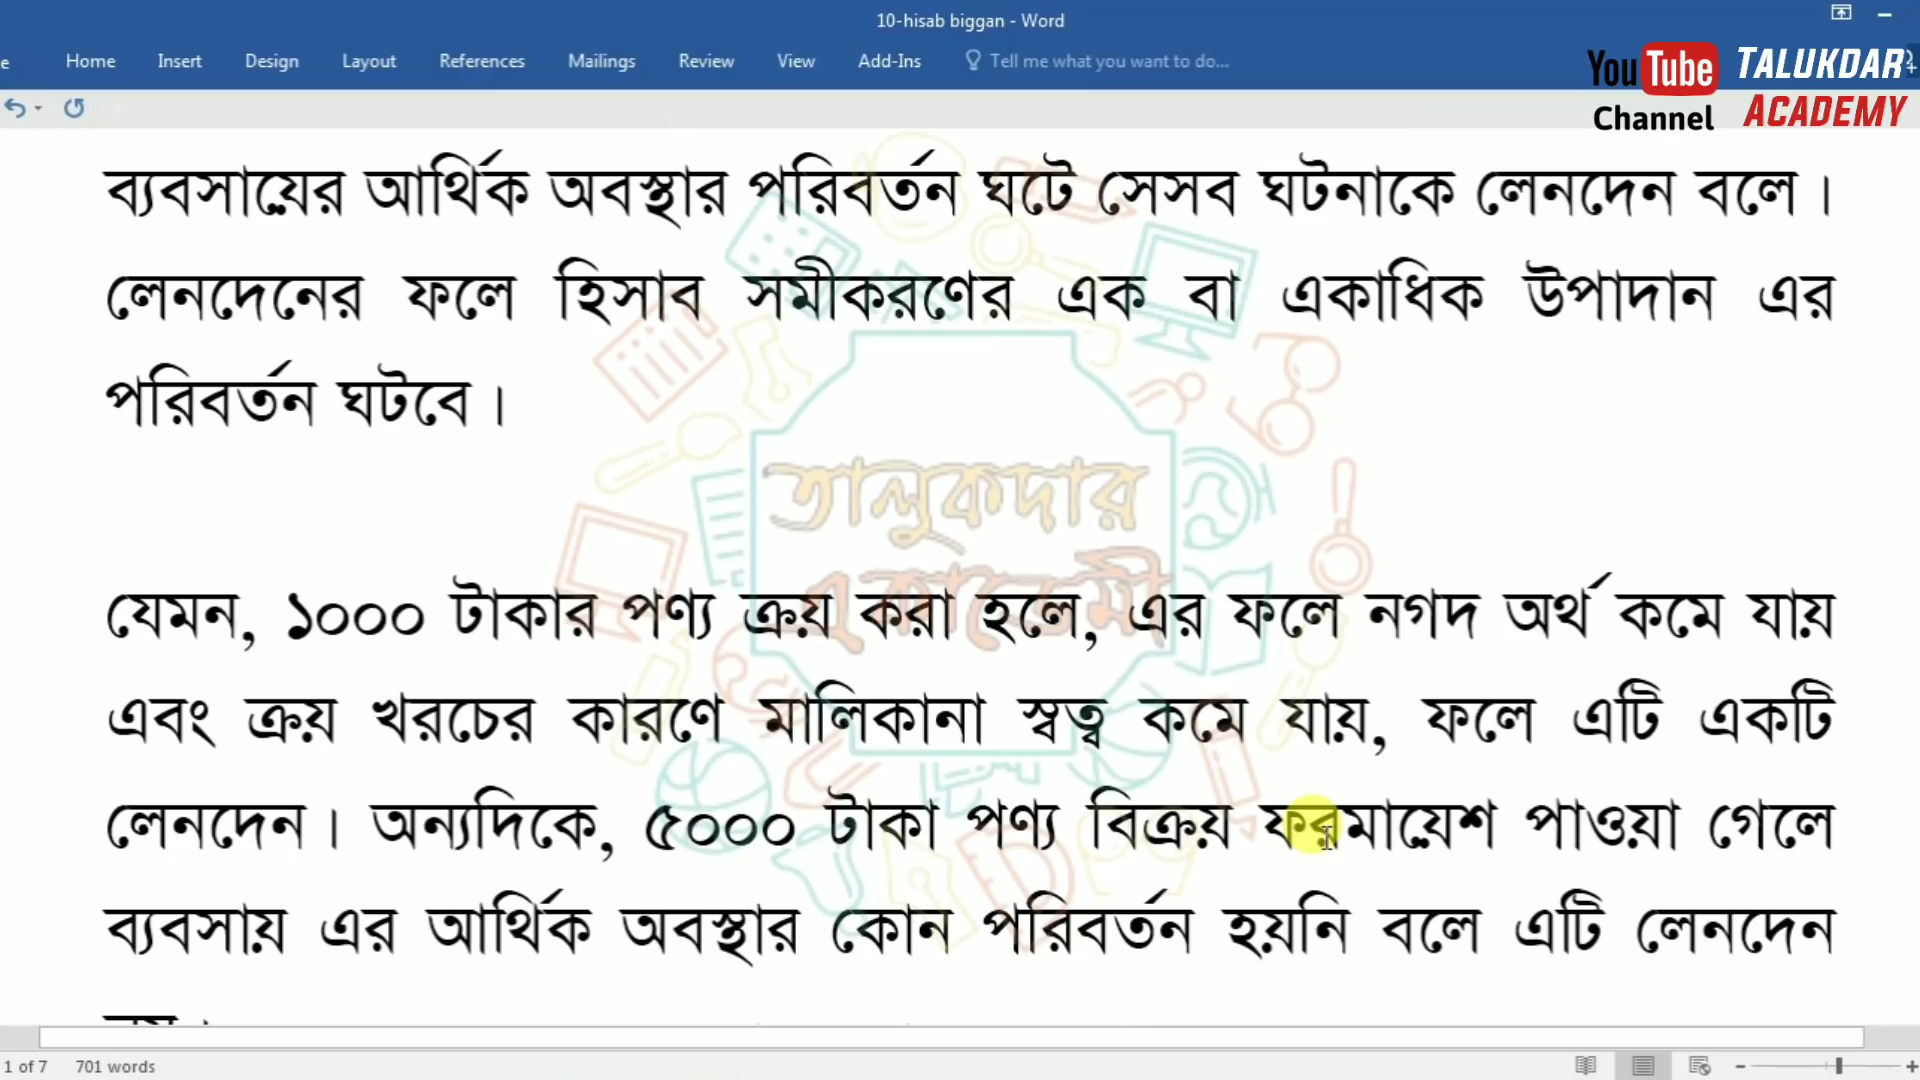 10-hisab biggan - Word
Home Insert Design Layout References Mailings Review View Add-Ins Tell me what you want to do...
YouTube Channel
TALUKDAR ACADEMY
ব্যবসায়ের আর্থিক অবস্থার পরিবর্তন ঘটে সেসব ঘটনাকে লেনদেন বলে।
লেনদেনের ফলে হিসাব সমীকরণের এক বা একাধিক উপাদান এর
পরিবর্তন ঘটবে।
তালুকদার
একাডেমী
যেমন, ১০০০ টাকার পণ্য ক্রয় করা হলে, এর ফলে নগদ অর্থ কমে যায়
এবং ক্রয় খরচের কারণে মালিকানা স্বত্ব কমে যায়, ফলে এটি একটি
লেনদেন। অন্যদিকে, ৫০০০ টাকা পণ্য বিক্রয় ফরমায়েশ পাওয়া গেলে
ব্যবসায় এর আর্থিক অবস্থার কোন পরিবর্তন হয়নি বলে এটি লেনদেন
1 of 7 701 words